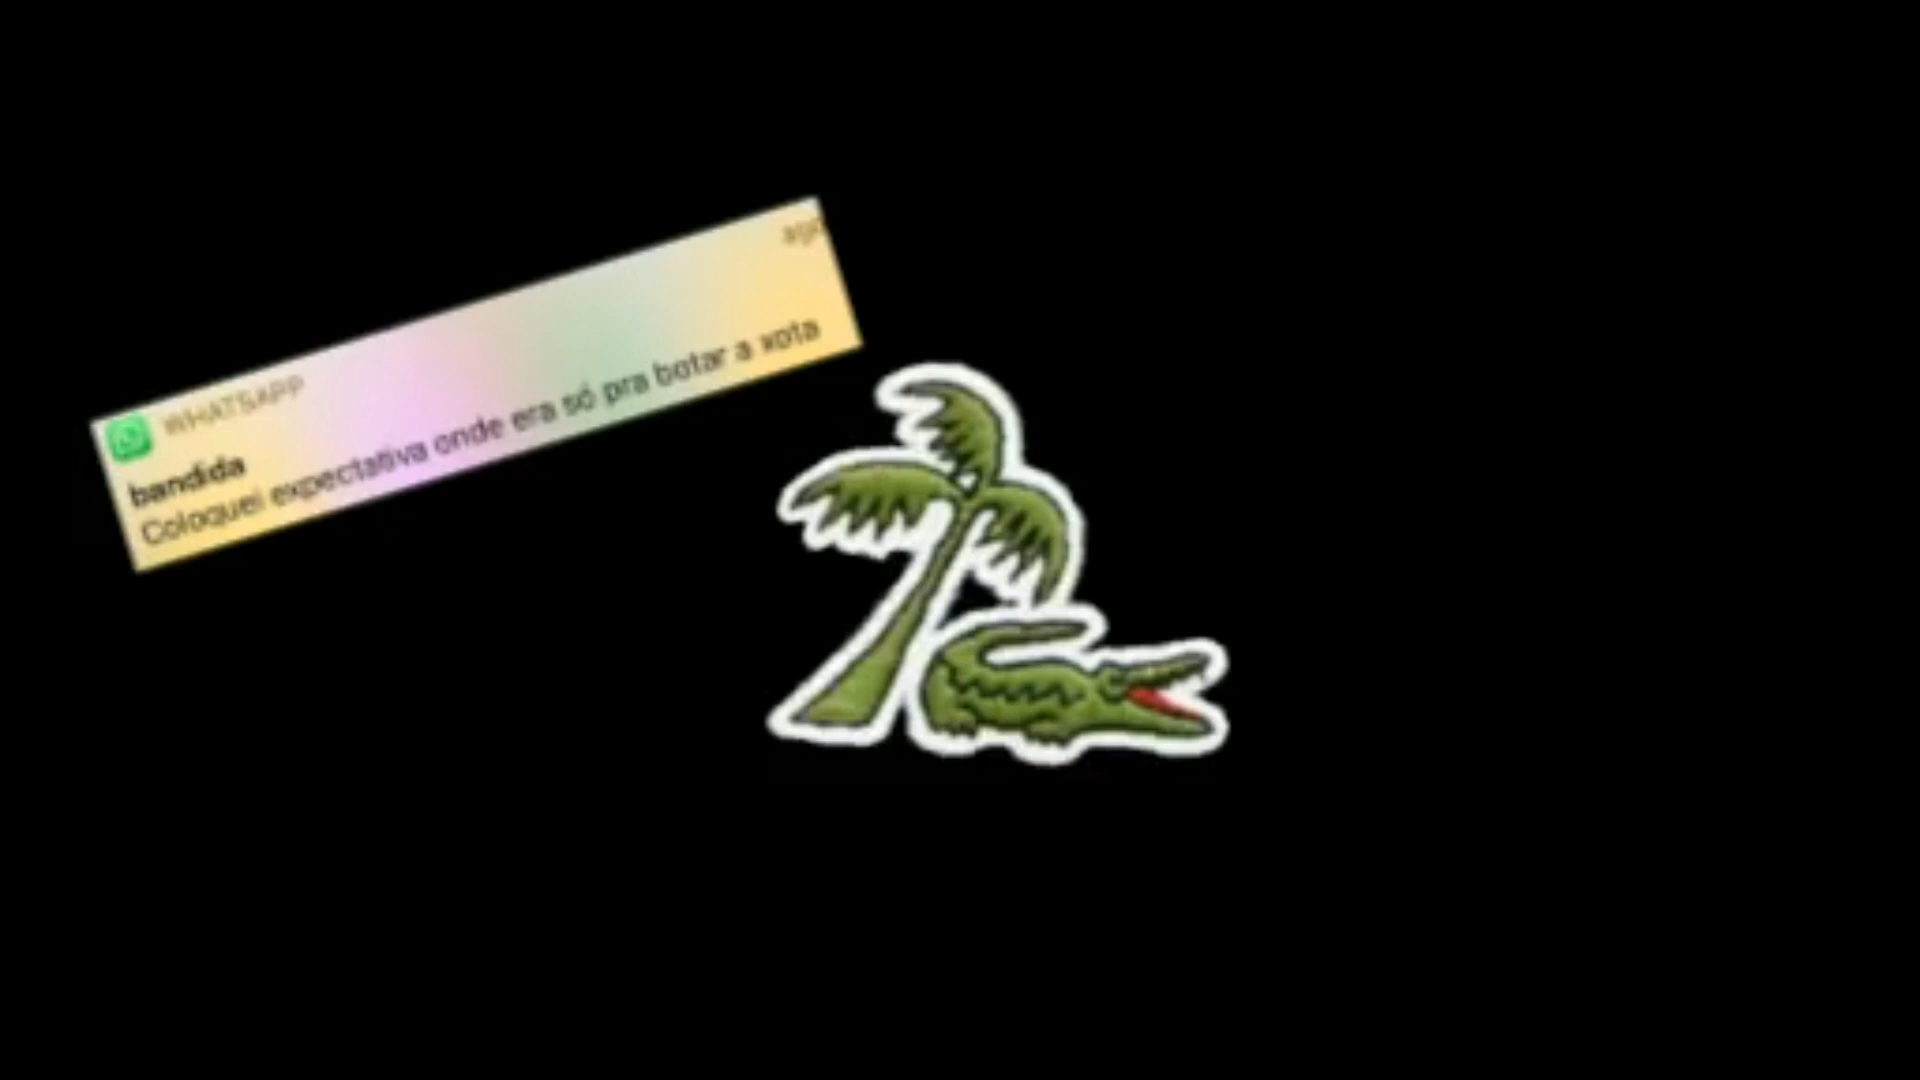 WHATSAPP
bandida
Coloquei expectativa onde era só pra botar a xota